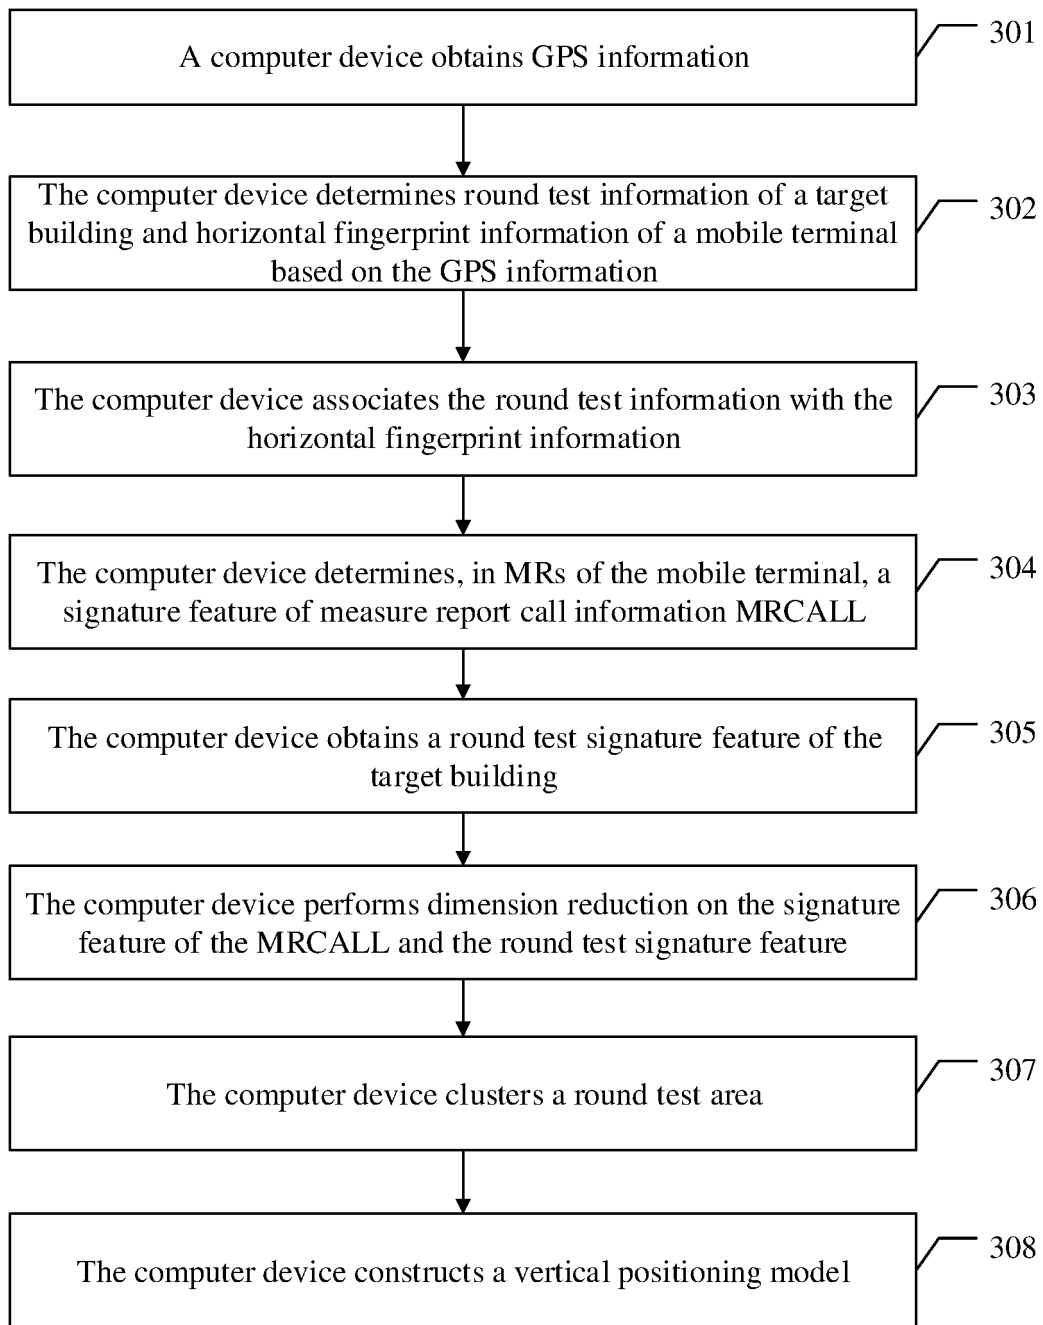 A computer device obtains GPS information
301
The computer device determines round test information of a target
building and horizontal fingerprint information of a mobile terminal
based on the GPS information
302
The computer device associates the round test information with the
horizontal fingerprint information
303
The computer device determines, in MRs of the mobile terminal, a
signature feature of measure report call information MRCALL
304
The computer device obtains a round test signature feature of the
target building
305
The computer device performs dimension reduction on the signature
feature of the MRCALL and the round test signature feature
306
The computer device clusters a round test area
307
The computer device constructs a vertical positioning model
308